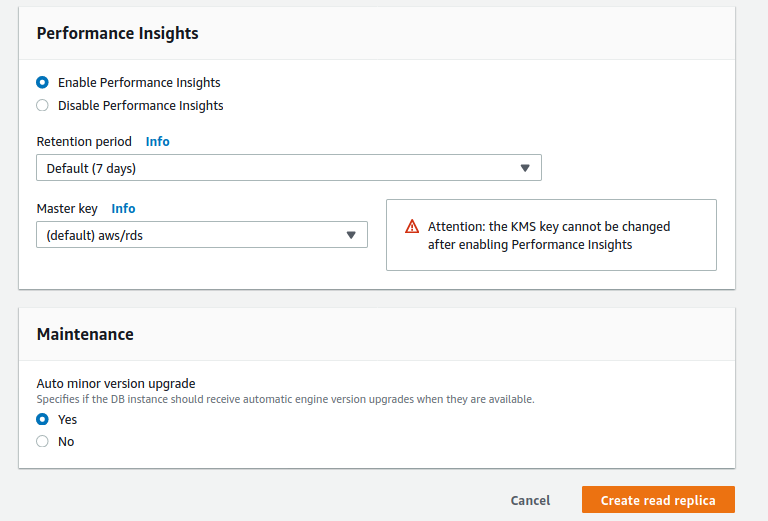 Performance Insights
Enable Performance Insights
Disable Performance Insights
Retention period Info
Default (7 days)
Master key Info
(default) aws/rds
Attention: the KMS key cannot be changed
after enabling Performance Insights
Maintenance
Auto minor version upgrade
Specifies if the DB instance should receive automatic engine version upgrades when they are available.
Yes
No
Cancel Create read replica